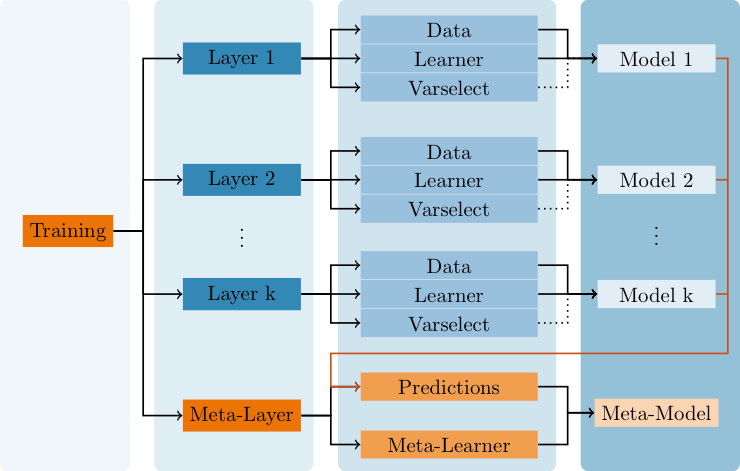 Training
Layer 1
Data
Learner
Varselect
Model 1
Layer 2
Data
Learner
Varselect
Model 2
⋮
⋮
Layer k
Data
Learner
Varselect
Model k
Meta-Layer
Predictions
Meta-Learner
Meta-Model